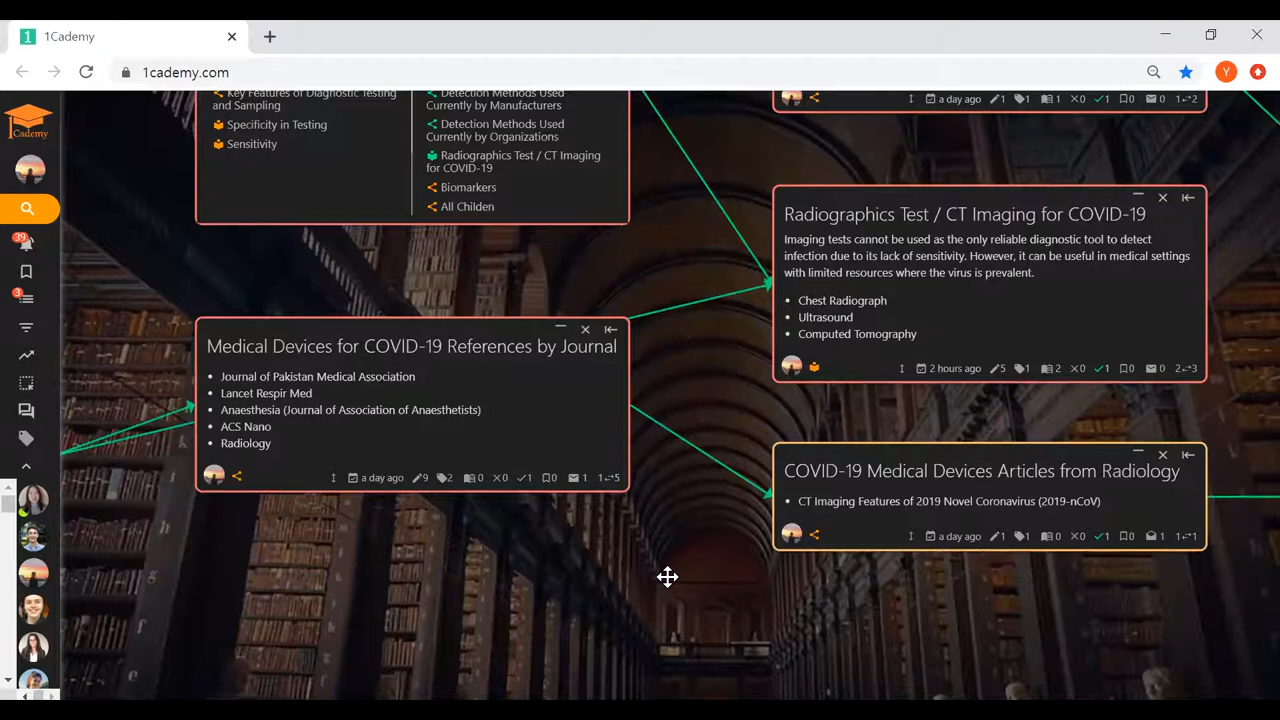 1Cademy
1cademy.com
Cademy
39
3
Key Features of Diagnostic Testing
and Sampling
Specificity in Testing
Sensitivity
Detection Methods Used
Currently by Manufacturers
Detection Methods Used
Currently by Organizations
Radiographics Test / CT Imaging
for COVID-19
Biomarkers
All Childen
a day ago 1 1 1 0 1 0 0 1 2
Radiographics Test / CT Imaging for COVID-19
Imaging tests cannot be used as the only reliable diagnostic tool to detect
infection due to its lack of sensitivity. However, it can be useful in medical settings
with limited resources where the virus is prevalent.
• Chest Radiograph
• Ultrasound
• Computed Tomography
2 hours ago 5 1 2 0 1 0 0 2 3
Medical Devices for COVID-19 References by Journal
• Journal of Pakistan Medical Association
• Lancet Respir Med
• Anaesthesia (Journal of Association of Anaesthetists)
• ACS Nano
• Radiology
a day ago 9 2 0 0 1 0 1 1 5
COVID-19 Medical Devices Articles from Radiology
• CT Imaging Features of 2019 Novel Coronavirus (2019-nCoV)
a day ago 1 1 0 0 1 0 1 1 1
Y